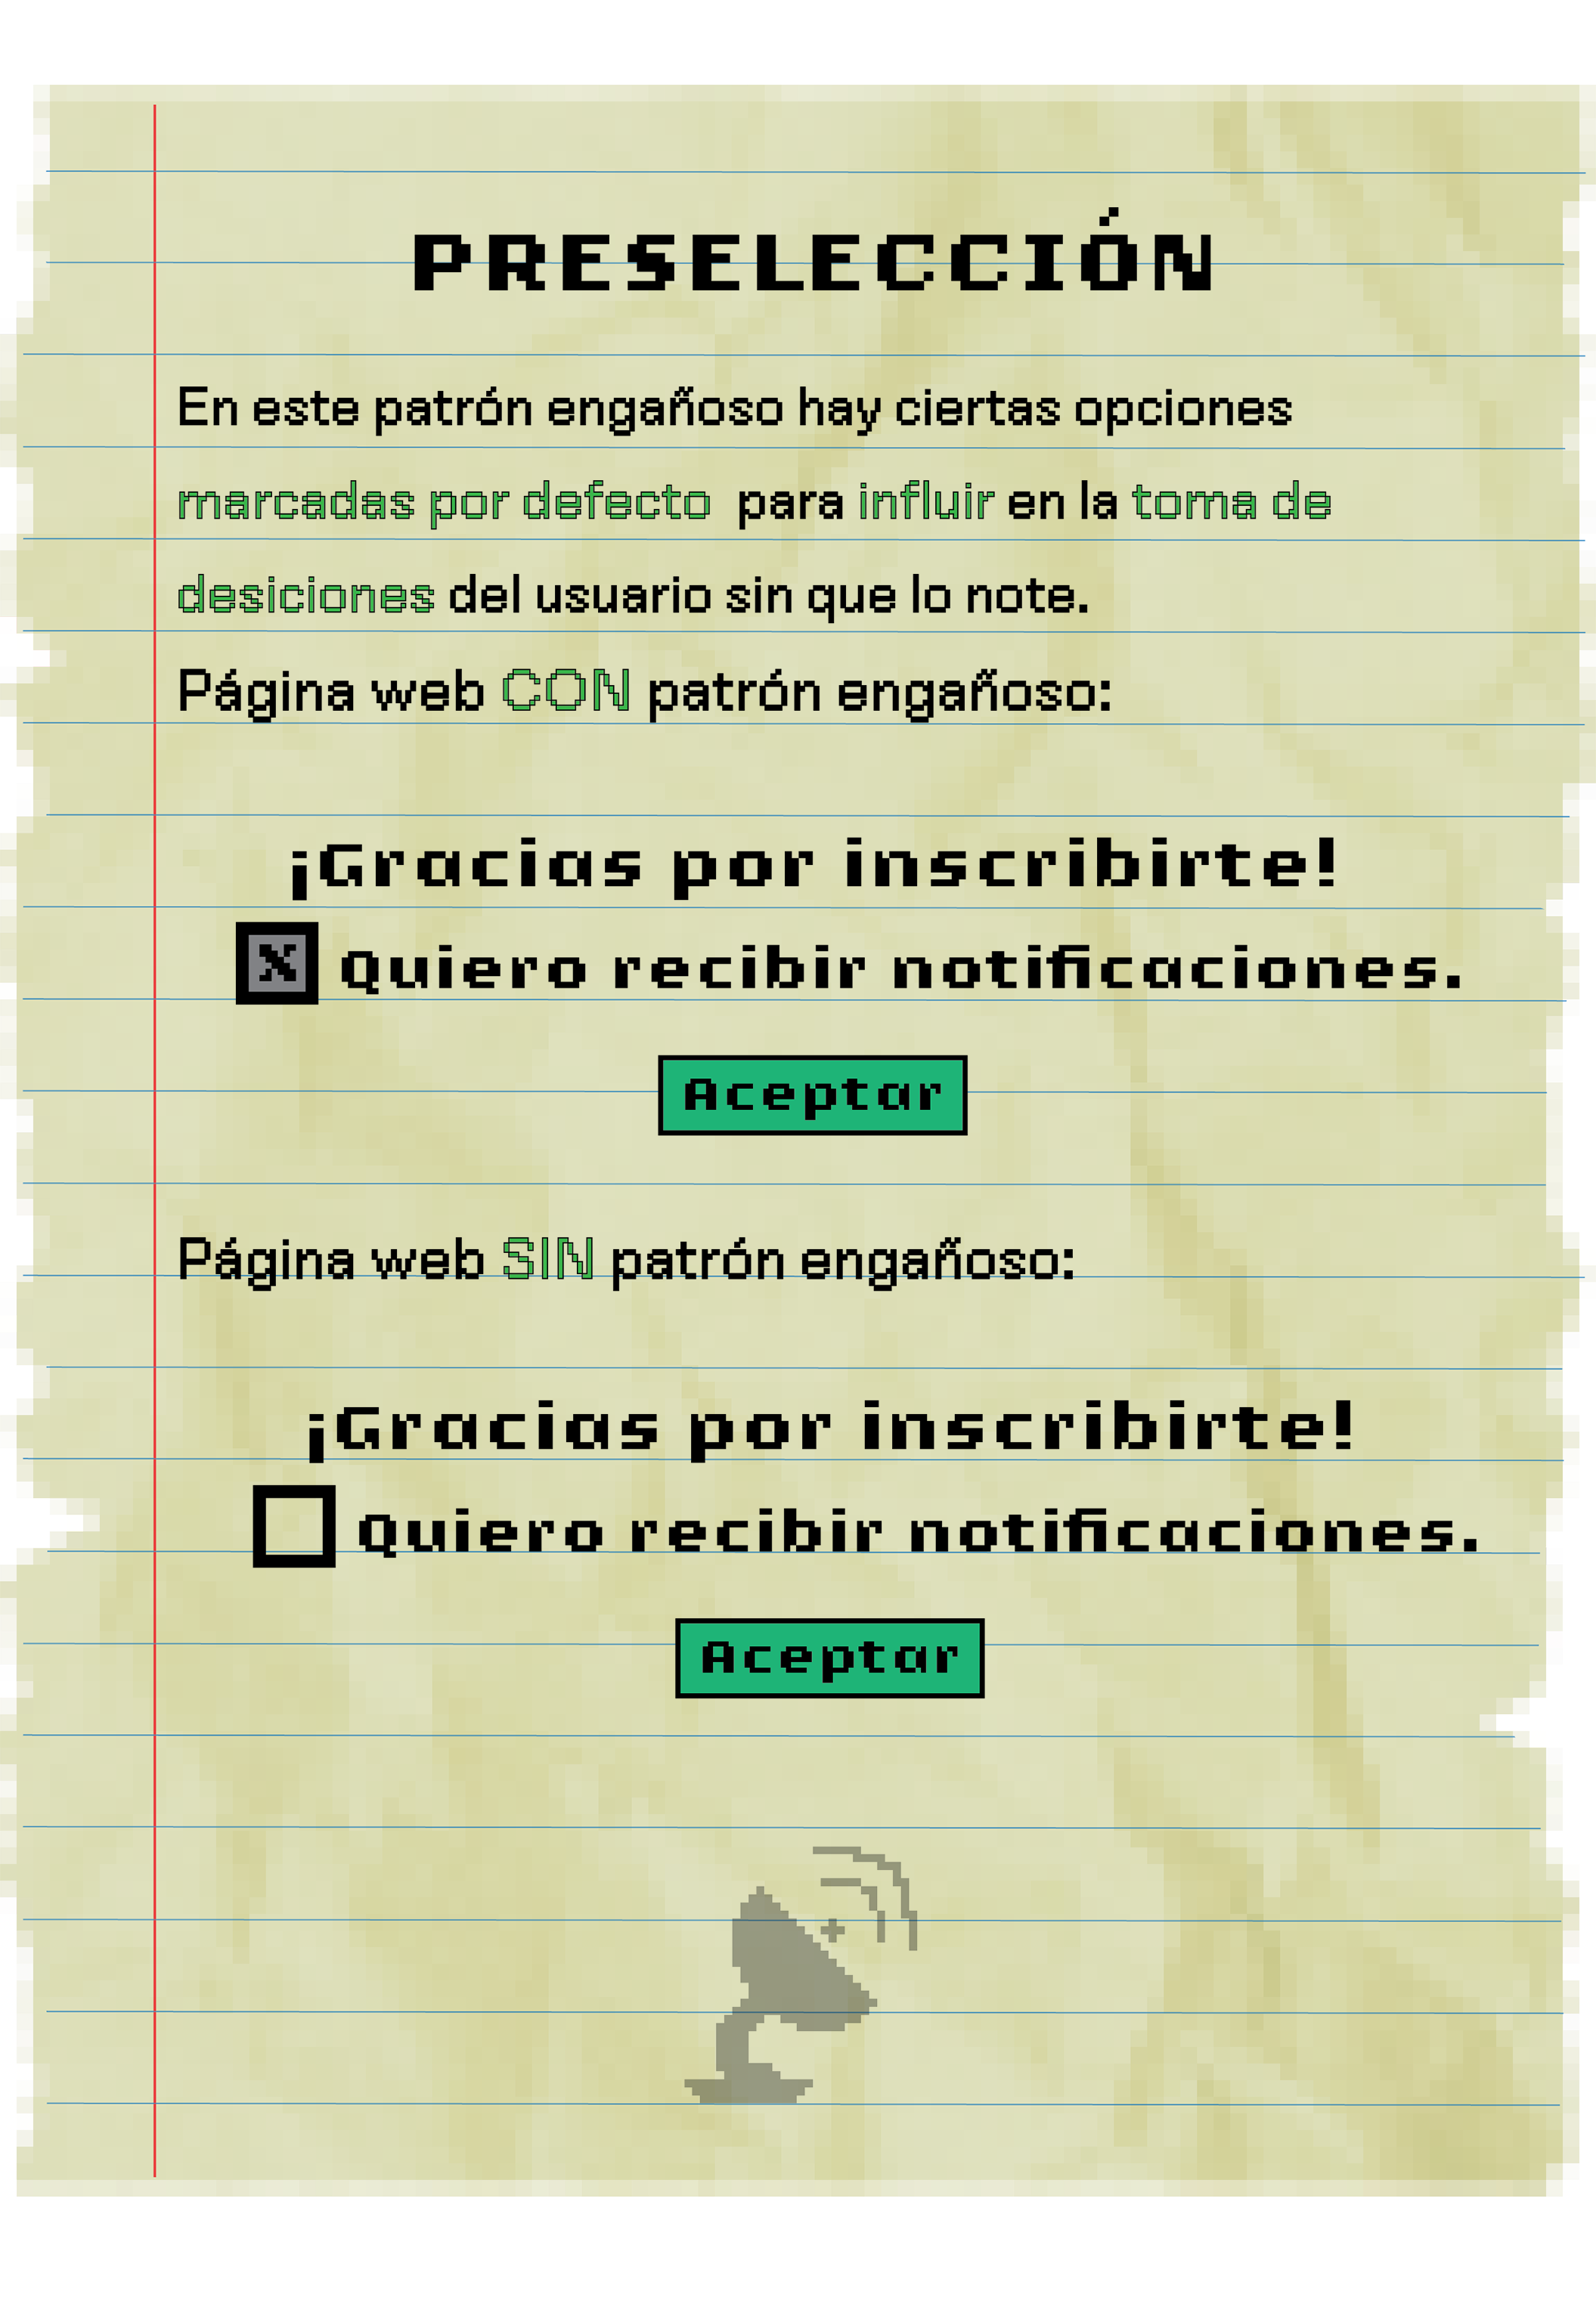 PRESELECCIÓN
En este patrón engañoso hay ciertas opciones
marcadas por defecto para influir en la toma de
desiciones del usuario sin que lo note.
Página web CON patrón engañoso:
¡Gracias por inscribirte!
X Quiero recibir notificaciones.
Aceptar
Página web SIN patrón engañoso:
¡Gracias por inscribirte!
Quiero recibir notificaciones.
Aceptar